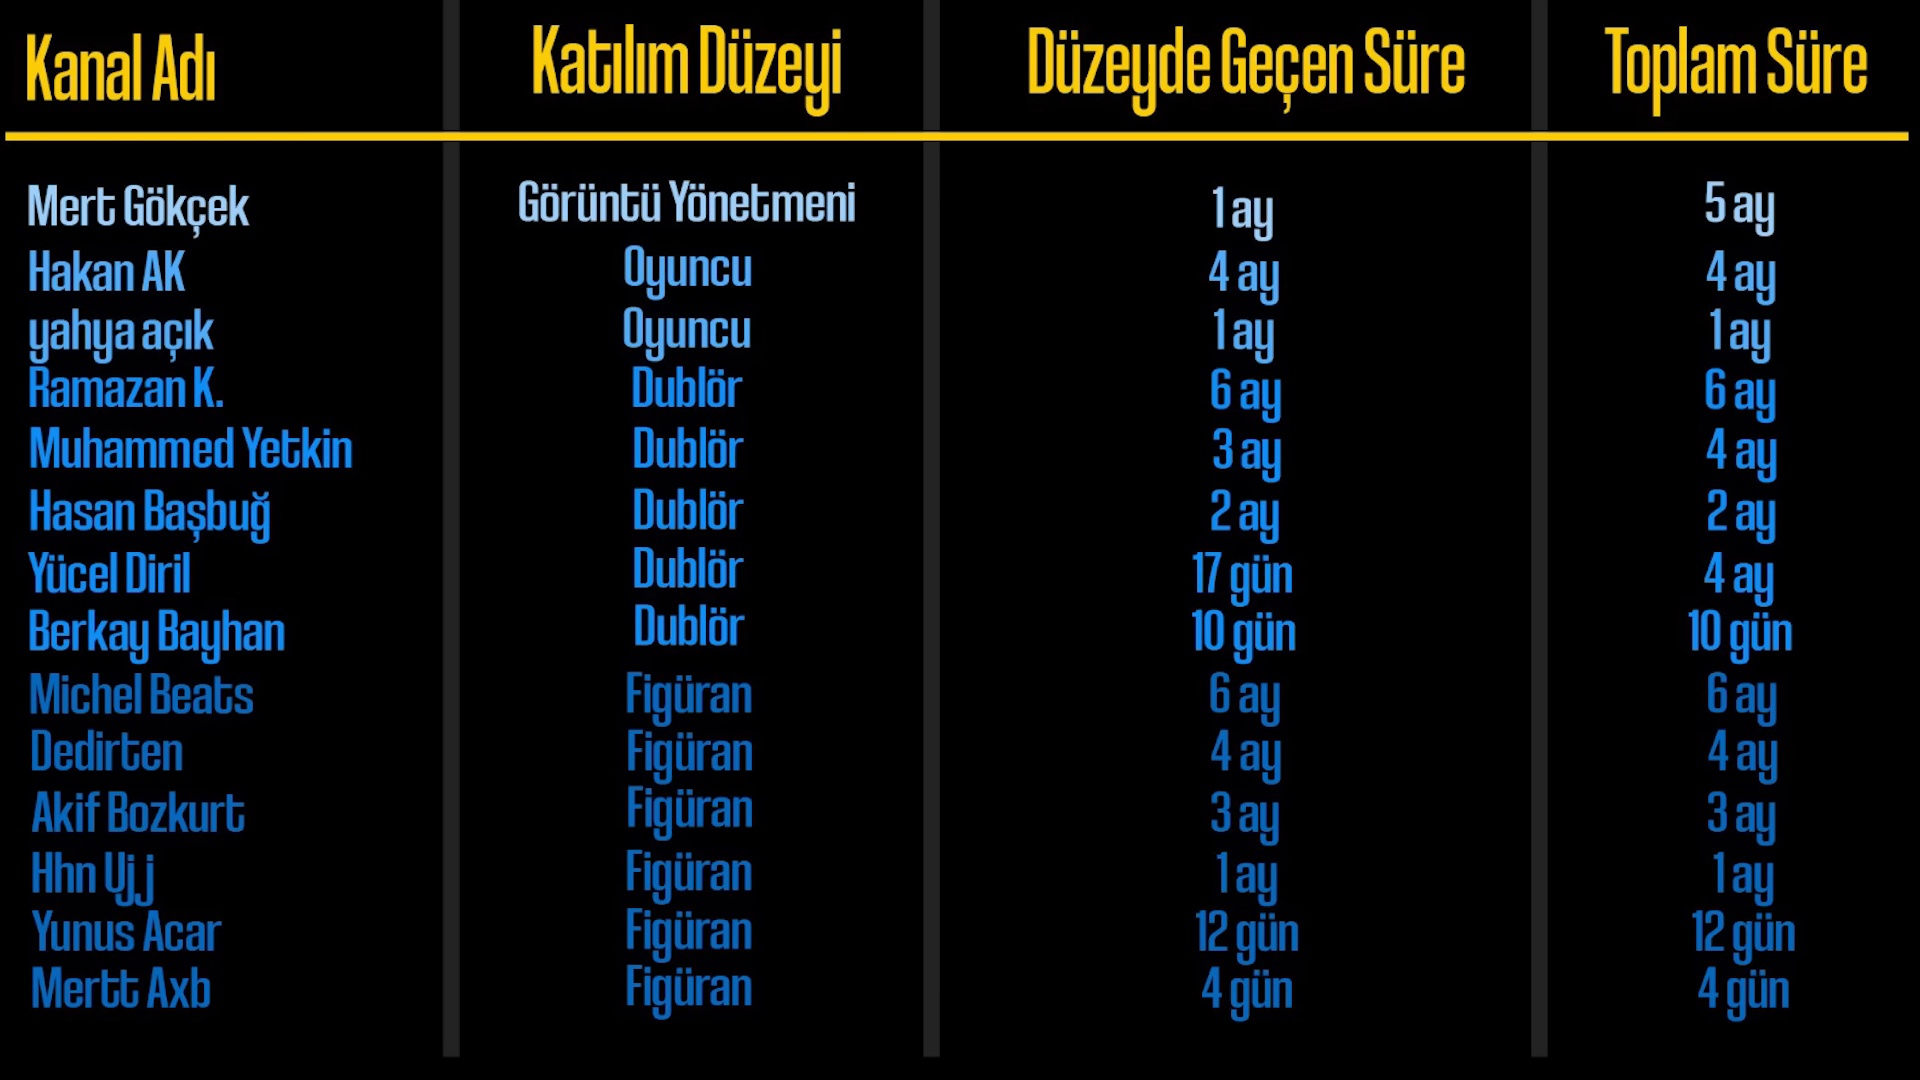 Kanal Adı Katılım Düzeyi Düzeyde Geçen Süre Toplam Süre
Mert Gökçek Görüntü Yönetmeni 1 ay 5 ay
Hakan AK Oyuncu 4 ay 4 ay
yahya açık Oyuncu 1 ay 1 ay
Ramazan K. Dublör 6 ay 6 ay
Muhammed Yetkin Dublör 3 ay 4 ay
Hasan Başbuğ Dublör 2 ay 2 ay
Yücel Diril Dublör 17 gün 4 ay
Berkay Bayhan Dublör 10 gün 10 gün
Michel Beats Figüran 6 ay 6 ay
Dedirten Figüran 4 ay 4 ay
Akif Bozkurt Figüran 3 ay 3 ay
Hhn Uj j Figüran 1 ay 1 ay
Yunus Acar Figüran 12 gün 12 gün
Mertt Axb Figüran 4 gün 4 gün